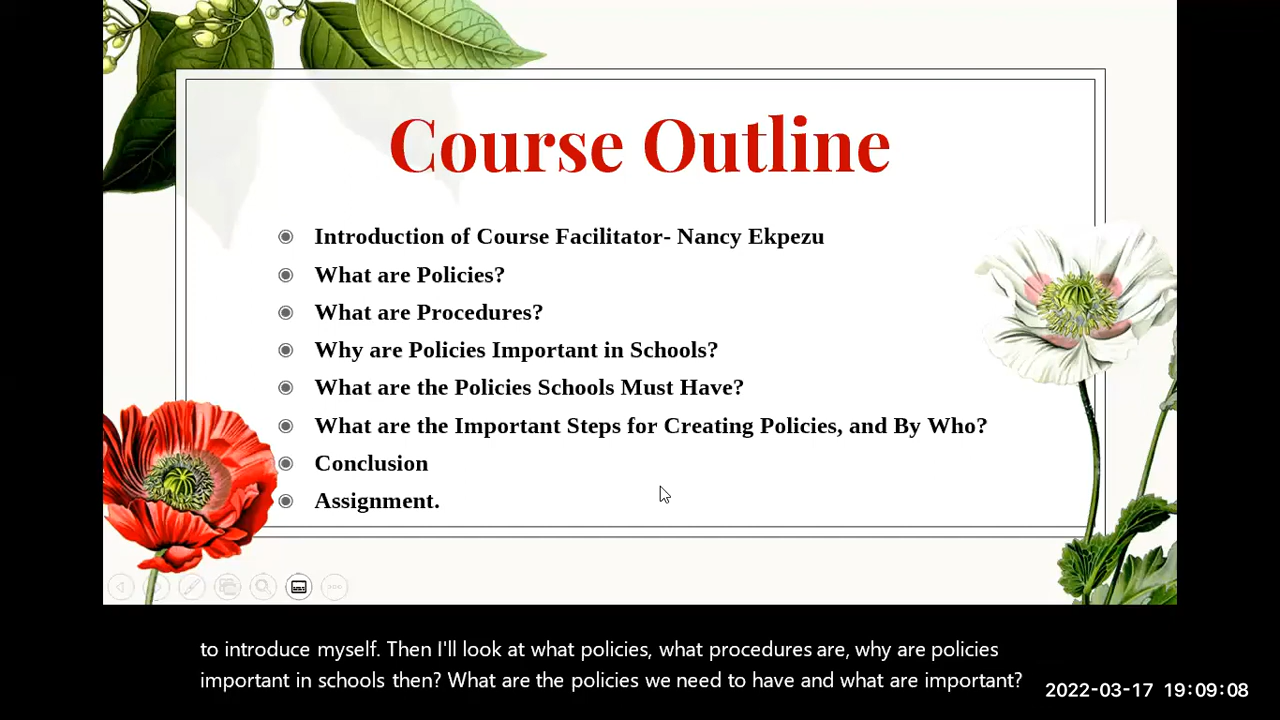 Course Outline
Introduction of Course Facilitator- Nancy Ekpezu
What are Policies?
What are Procedures?
Why are Policies Important in Schools?
What are the Policies Schools Must Have?
What are the Important Steps for Creating Policies, and By Who?
Conclusion
Assignment.
to introduce myself. Then I'll look at what policies, what procedures are, why are policies
important in schools then? What are the policies we need to have and what are important?
2022-03-17 19:09:08